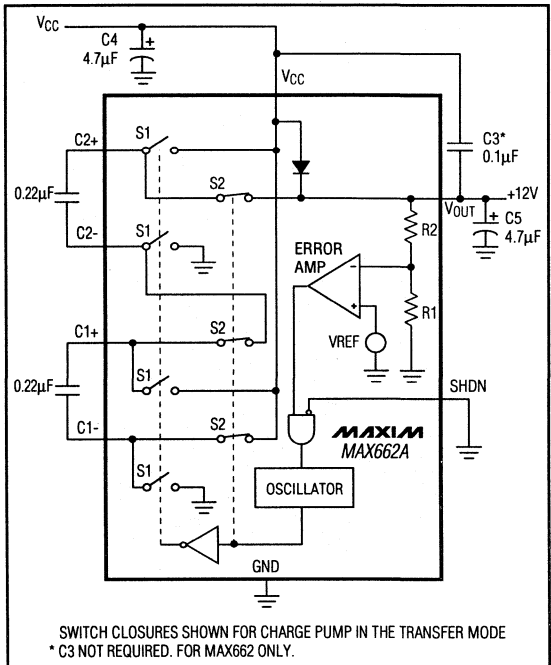 VCC
C4
4.7µF
+
VCC
C2+
S1
C3*
0.1µF
0.22µF
S2
+12V
VOUT
+
C5
4.7µF
C2-
S1
R2
ERROR
AMP
−
+
R1
VREF
C1+
S2
0.22µF
S1
SHDN
C1-
S2
MAXIM
MAX662A
S1
OSCILLATOR
GND
SWITCH CLOSURES SHOWN FOR CHARGE PUMP IN THE TRANSFER MODE
* C3 NOT REQUIRED. FOR MAX662 ONLY.